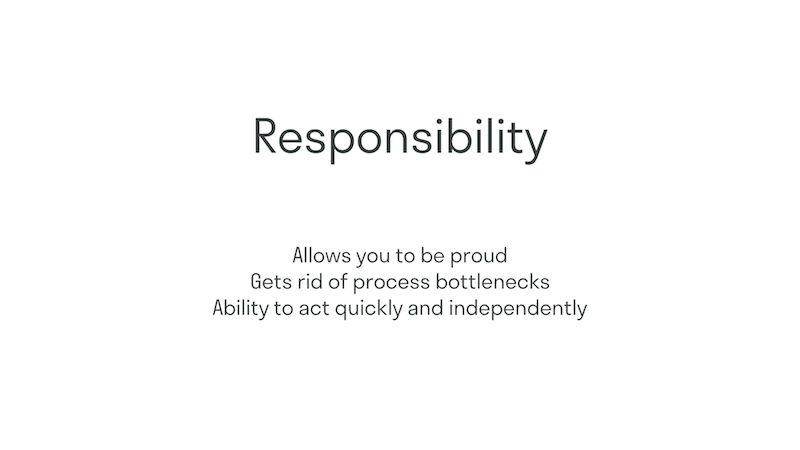 Responsibility
Allows you to be proud
Gets rid of process bottlenecks
Ability to act quickly and independently